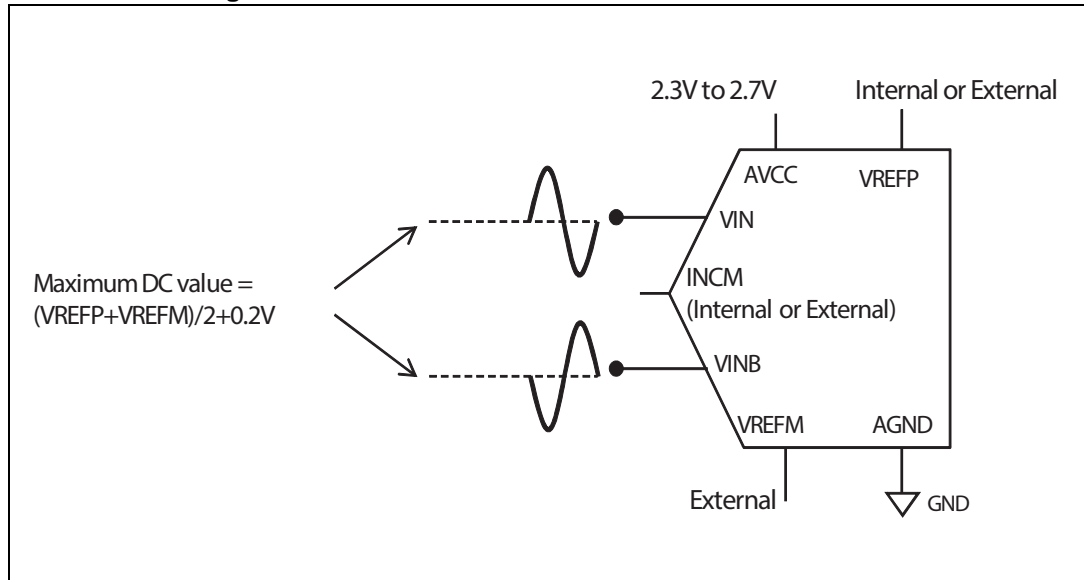 2.3V to 2.7V
Internal or External
AVCC
VREFP
VIN
INCM
(Internal or External)
Maximum DC value =
(VREFP+VREFM)/2+0.2V
VINB
VREFM
AGND
External
GND